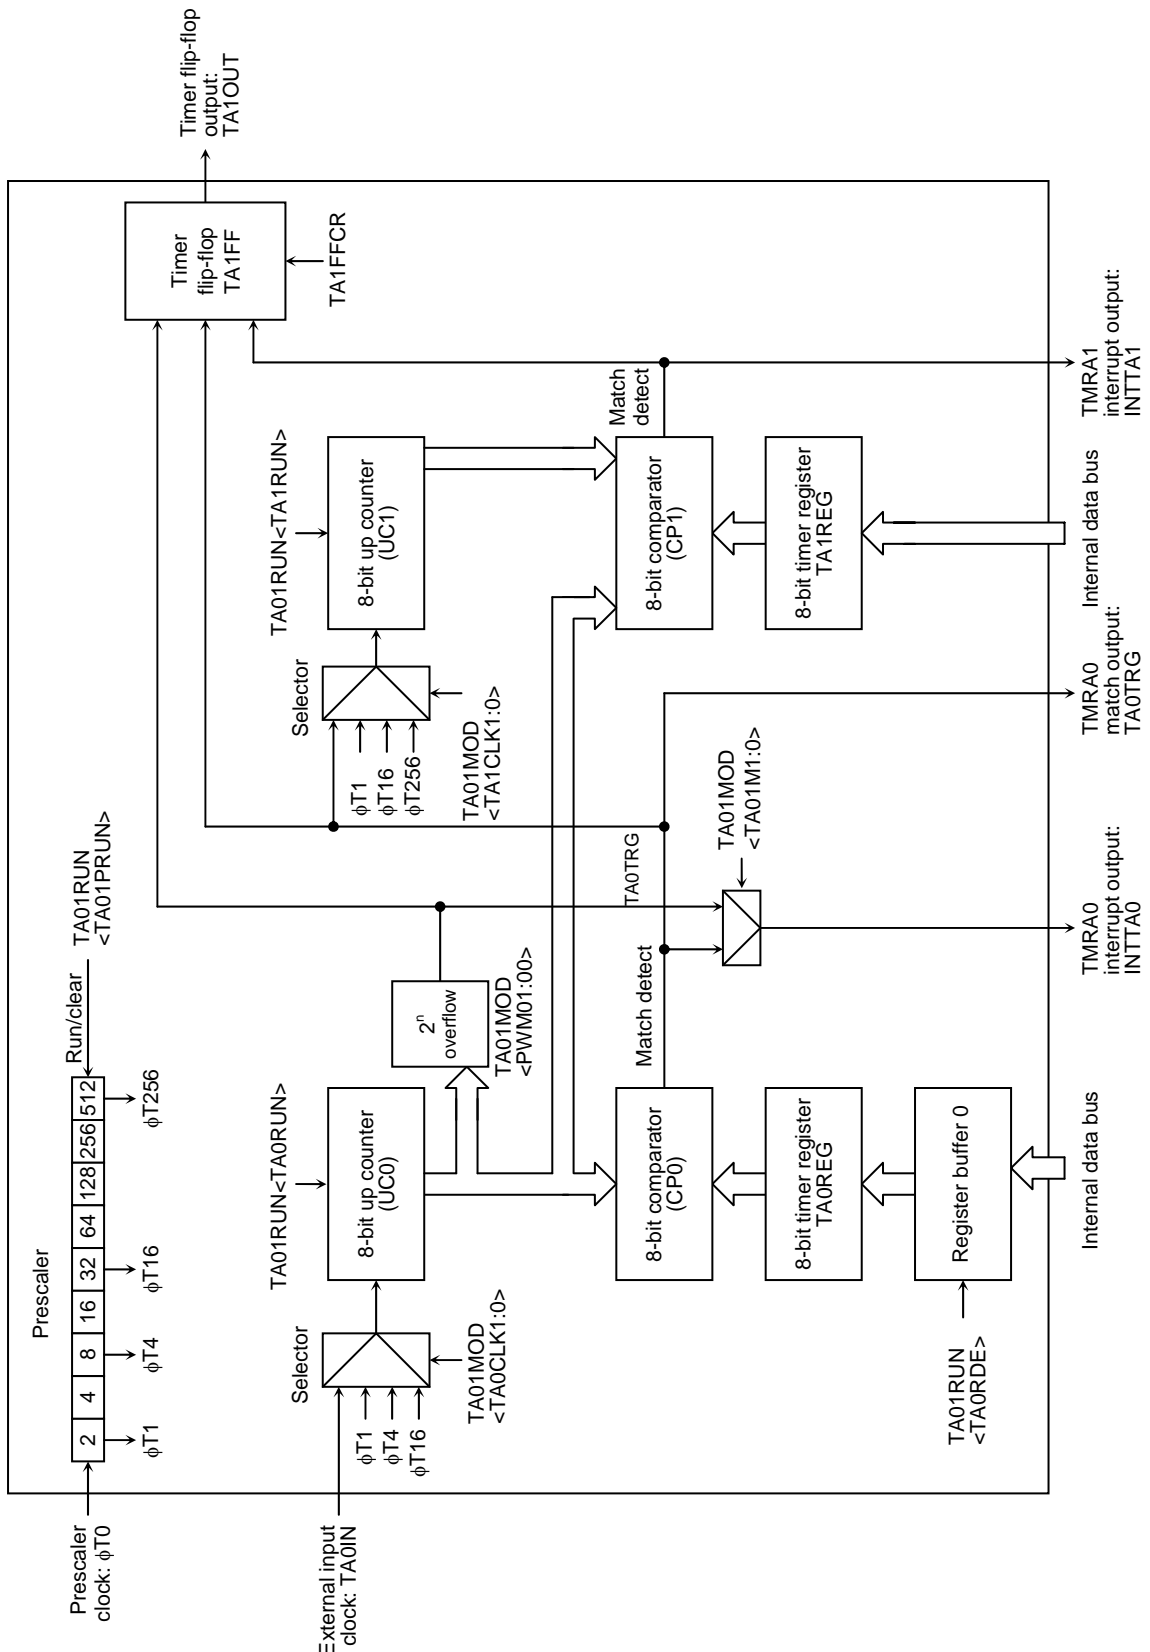 Prescaler
Prescaler
clock: ϕT0
2 4 8 16 32 64 128 256 512
Run/clear
TA01RUN
<TA01PRUN>
ϕT1
ϕT4
ϕT16
ϕT256
External input
clock: TA0IN
Selector
ϕT1
ϕT4
ϕT16
TA01MOD
<TA0CLK1:0>
TA01RUN<TA0RUN>
8-bit up counter
(UC0)
2ⁿ
overflow
TA01MOD
<PWM01:00>
Selector
ϕT1
ϕT16
ϕT256
TA01MOD
<TA1CLK1:0>
TA01RUN<TA1RUN>
8-bit up counter
(UC1)
Timer
flip-flop
TA1FF
TA1FFCR
Timer flip-flop
output:
TA1OUT
8-bit comparator
(CP0)
Match detect
TA0TRG
8-bit comparator
(CP1)
Match
detect
8-bit timer register
TA0REG
TA01MOD
<TA01M1:0>
8-bit timer register
TA1REG
TA01RUN
<TA0RDE>
Register buffer 0
Internal data bus
TMRA0
interrupt output:
INTTA0
TMRA0
match output:
TA0TRG
Internal data bus
TMRA1
interrupt output:
INTTA1